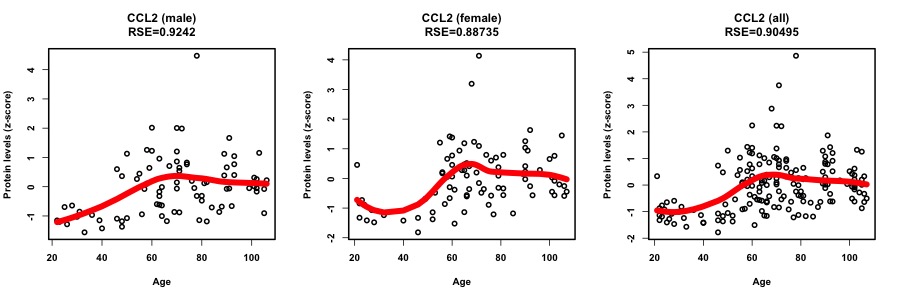 CCL2 (male)
RSE=0.9242
Protein levels (z-score)
4
3
2
1
0
-1
20 40 60 80 100
Age
CCL2 (female)
RSE=0.88735
Protein levels (z-score)
4
3
2
1
0
-1
-2
20 40 60 80 100
Age
CCL2 (all)
RSE=0.90495
Protein levels (z-score)
5
4
3
2
1
0
-1
-2
20 40 60 80 100
Age